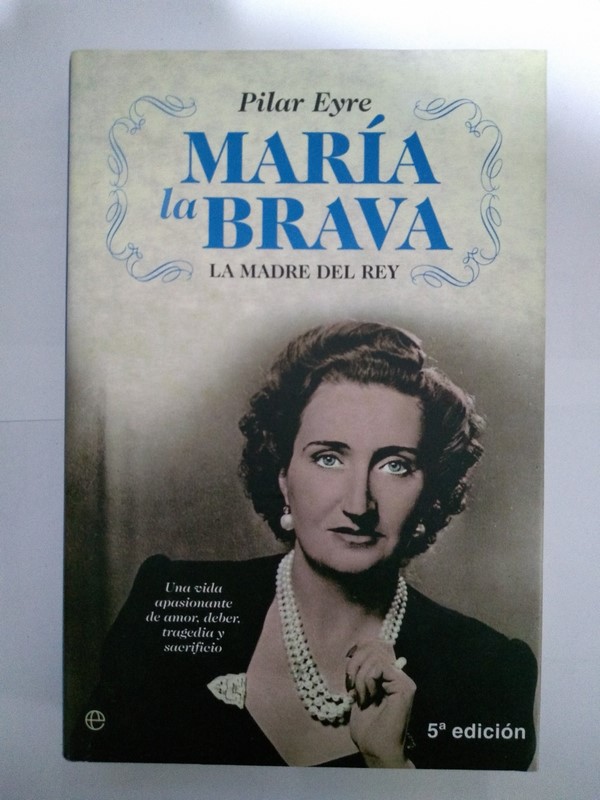 Pilar Eyre
MARÍA
la BRAVA
LA MADRE DEL REY
Una vida
apasionante
de amor, deber,
tragedia y
sacrificio
5ª edición